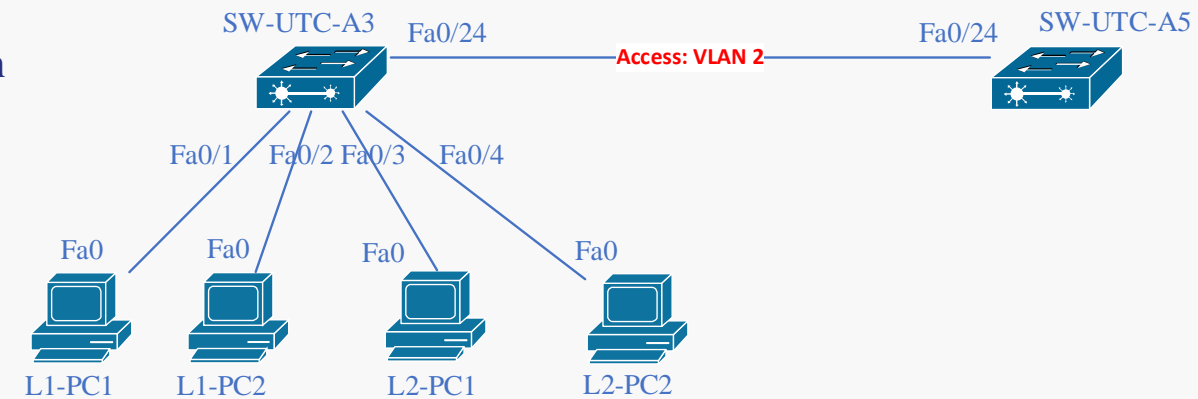 SW-UTC-A3
SW-UTC-A5
Fa0/24
Fa0/24
n
Access: VLAN 2
Fa0/1
Fa0/2
Fa0/3
Fa0/4
Fa0
Fa0
Fa0
Fa0
L1-PC1
L1-PC2
L2-PC1
L2-PC2